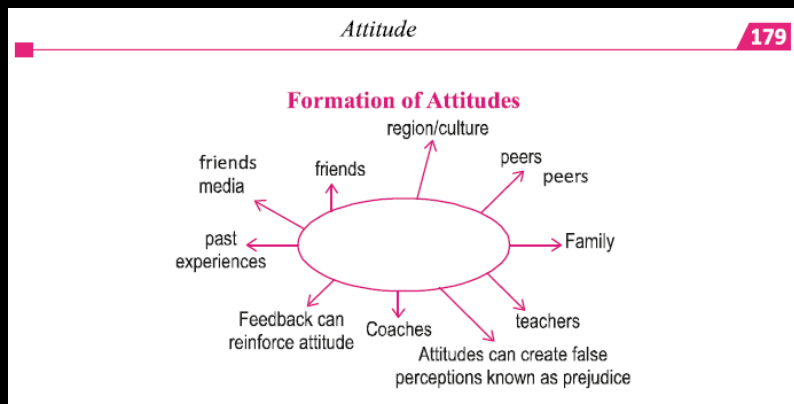 Attitude
179
Formation of Attitudes
region/culture
friends
media
friends
peers
peers
past
experiences
Family
Feedback can
reinforce attitude
Coaches
teachers
Attitudes can create false
perceptions known as prejudice